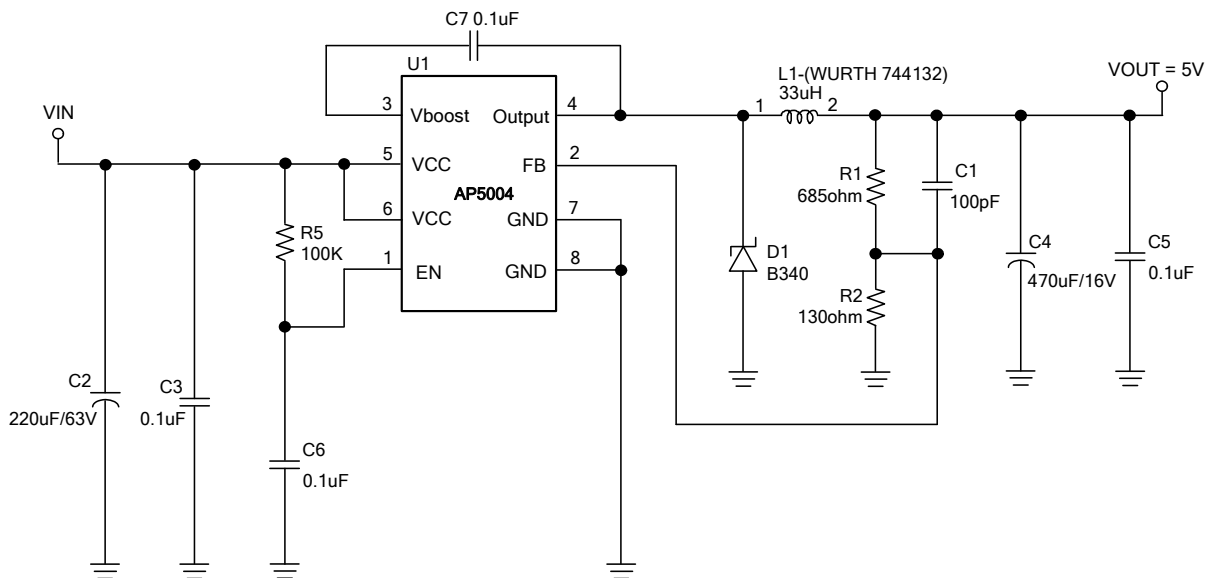 C7 0.1uF
U1
L1-(WURTH 744132)
33uH
VOUT = 5V
VIN
3
Vboost
Output
4
1
2
5
VCC
FB
2
AP5004
6
VCC
GND
7
1
EN
GND
8
R5
100K
R1
685ohm
C1
100pF
D1
B340
R2
130ohm
C4
470uF/16V
C5
0.1uF
C2
220uF/63V
C3
0.1uF
C6
0.1uF